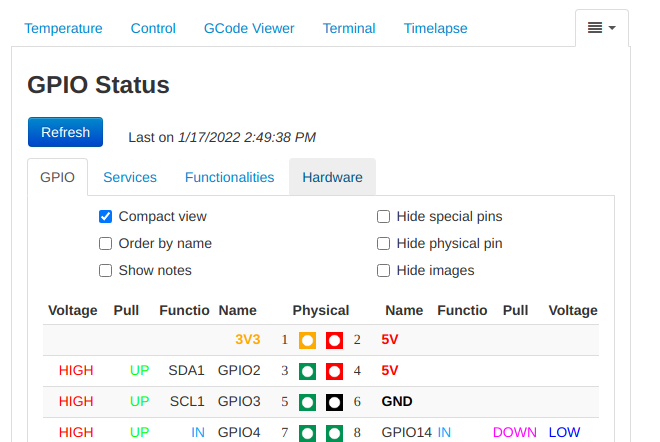 Temperature Control GCode Viewer Terminal Timelapse
GPIO Status
Refresh Last on 1/17/2022 2:49:38 PM
GPIO Services Functionalities Hardware
Compact view Hide special pins
Order by name Hide physical pin
Show notes Hide images
Voltage Pull Functio Name Physical Name Functio Pull Voltage
3V3 1 2 5V
HIGH UP SDA1 GPIO2 3 4 5V
HIGH UP SCL1 GPIO3 5 6 GND
HIGH UP IN GPIO4 7 8 GPIO14 IN DOWN LOW